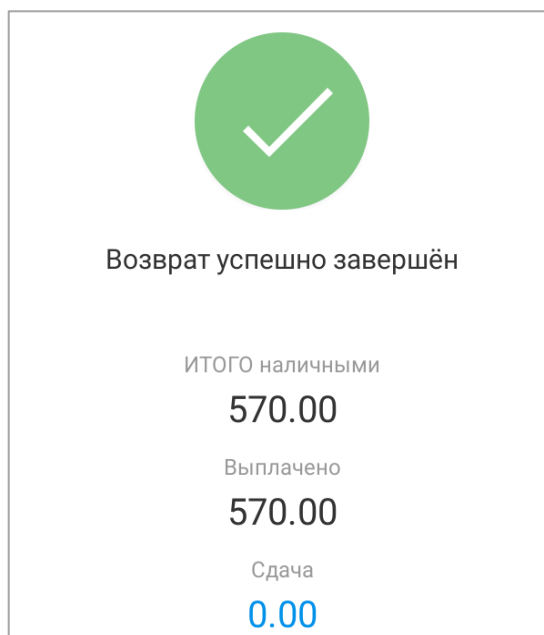 Возврат успешно завершён
ИТОГО наличными
570.00
Выплачено
570.00
Сдача
0.00